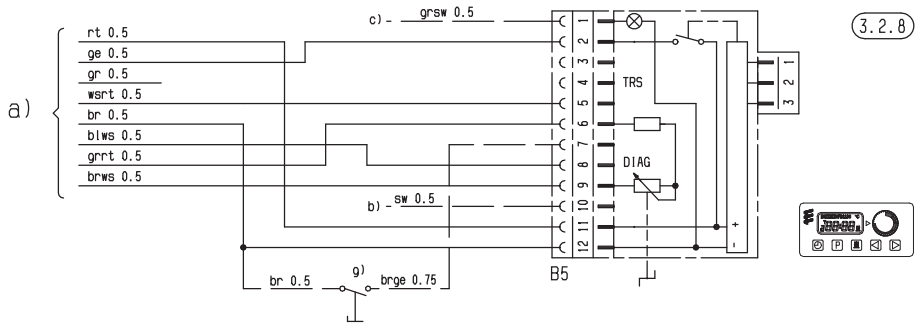 c) - grsw 0.5
3.2.8
rt 0.5
ge 0.5
gr 0.5
wsrt 0.5
br 0.5
blws 0.5
grrt 0.5
brws 0.5
a)
b) - sw 0.5
1
2
3
4
5
6
7
8
9
10
11
12
TRS
DIAG
1
2
3
+
-
B5
br 0.5
g)
brge 0.75
°C
P